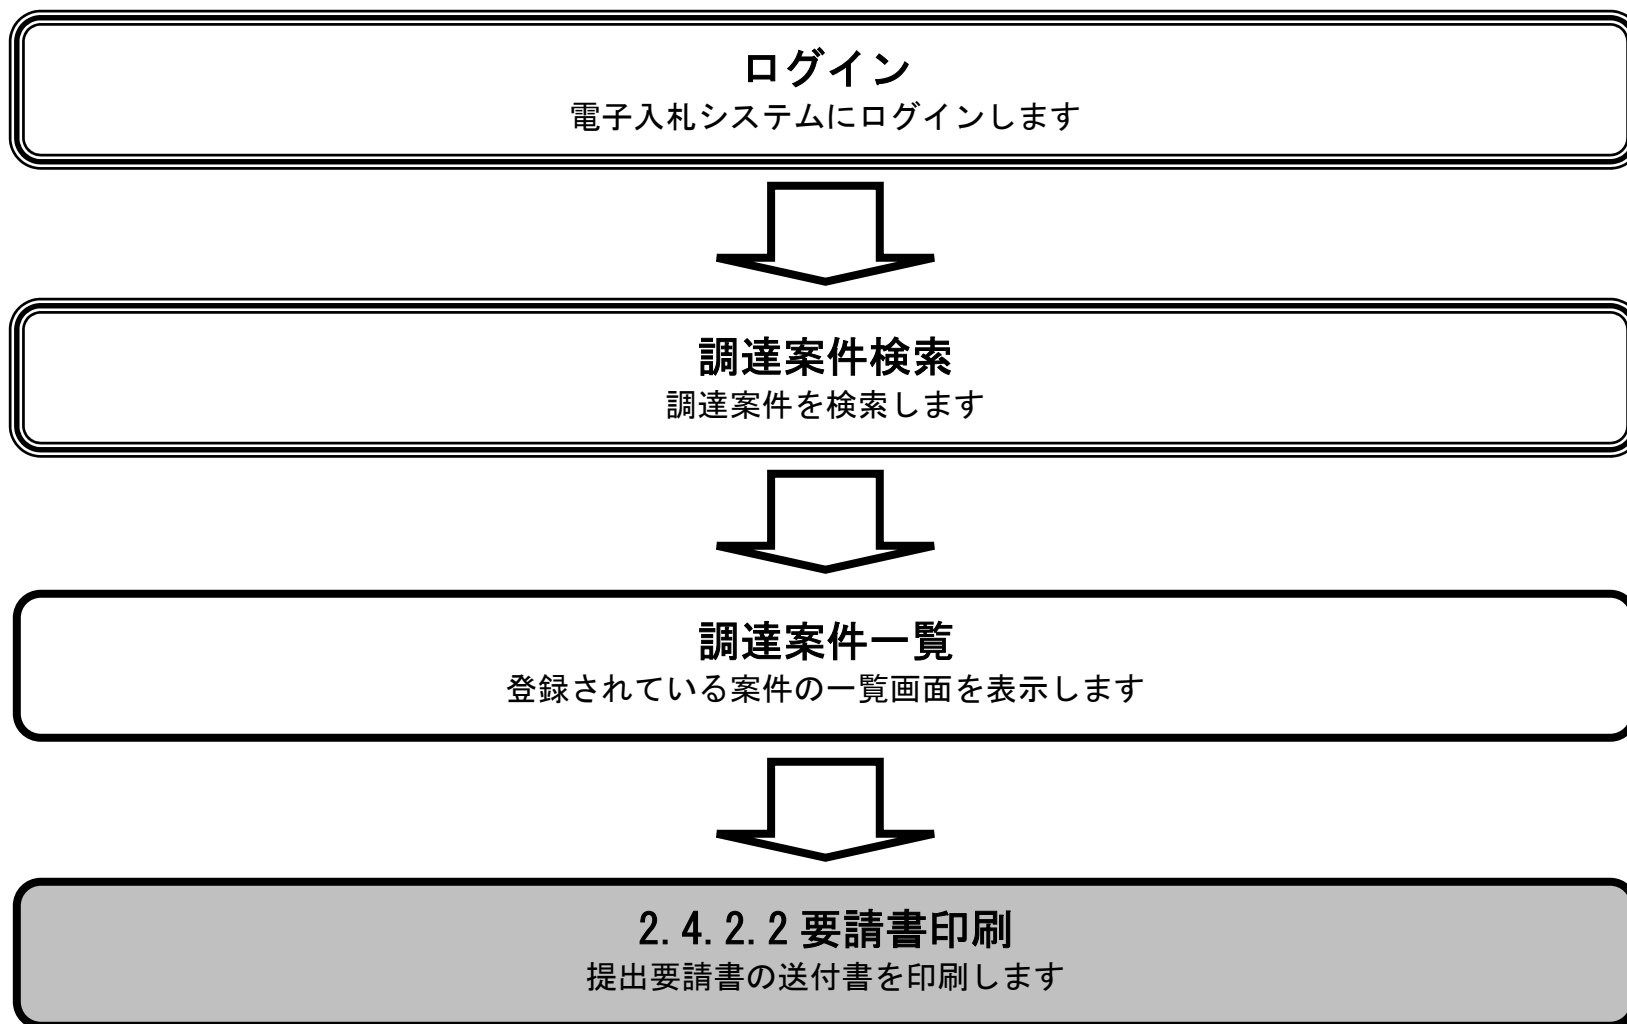 ログイン
電子入札システムにログインします
調達案件検索
調達案件を検索します
調達案件一覧
登録されている案件の一覧画面を表示します
2.4.2.2要請書印刷
提出要請書の送付書を印刷します